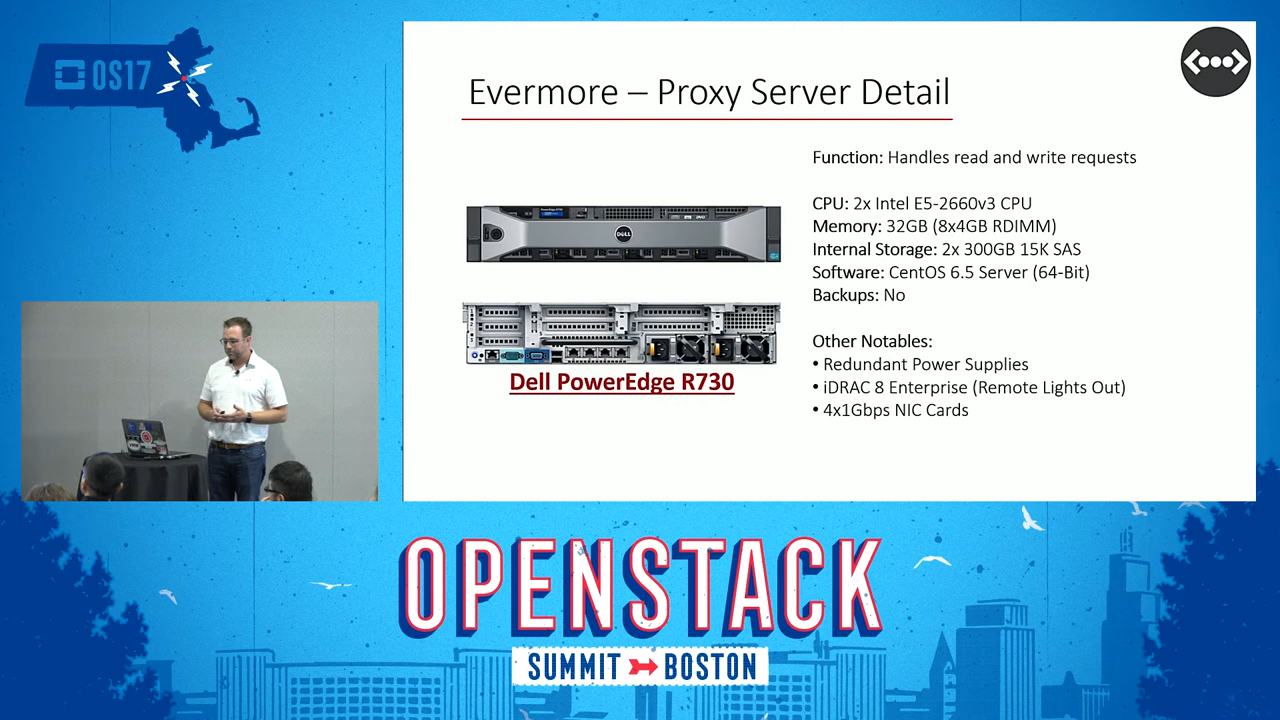 OS17
Evermore – Proxy Server Detail
Function: Handles read and write requests
CPU: 2x Intel E5-2660v3 CPU
Memory: 32GB (8x4GB RDIMM)
Internal Storage: 2x 300GB 15K SAS
Software: CentOS 6.5 Server (64-Bit)
Backups: No
Other Notables:
• Redundant Power Supplies
• iDRAC 8 Enterprise (Remote Lights Out)
• 4x1Gbps NIC Cards
DELL
Dell PowerEdge R730
OPENSTACK
SUMMIT BOSTON